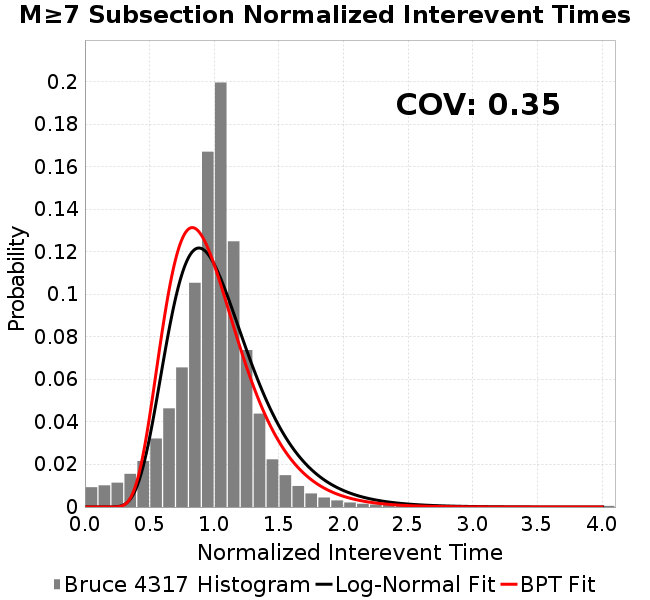 M≥7 Subsection Normalized Interevent Times
COV: 0.35
Probability
0.2
0.18
0.16
0.14
0.12
0.1
0.08
0.06
0.04
0.02
0
0.0 0.5 1.0 1.5 2.0 2.5 3.0 3.5 4.0
Normalized Interevent Time
Bruce 4317 Histogram Log-Normal Fit BPT Fit